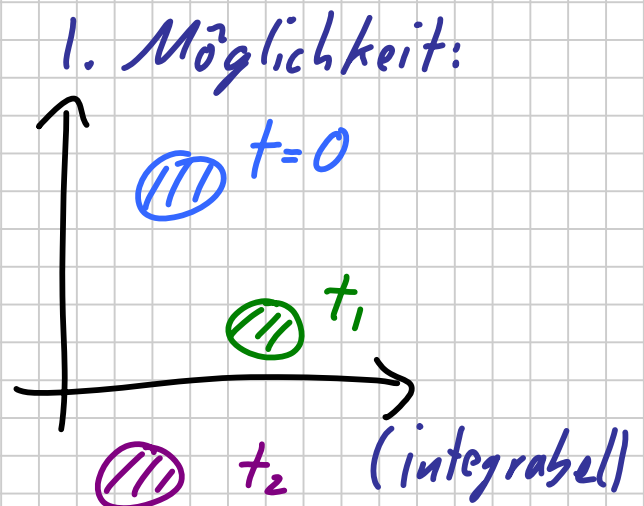 1. Möglichkeit:
t=0
t₁
t₂
(integrabel)